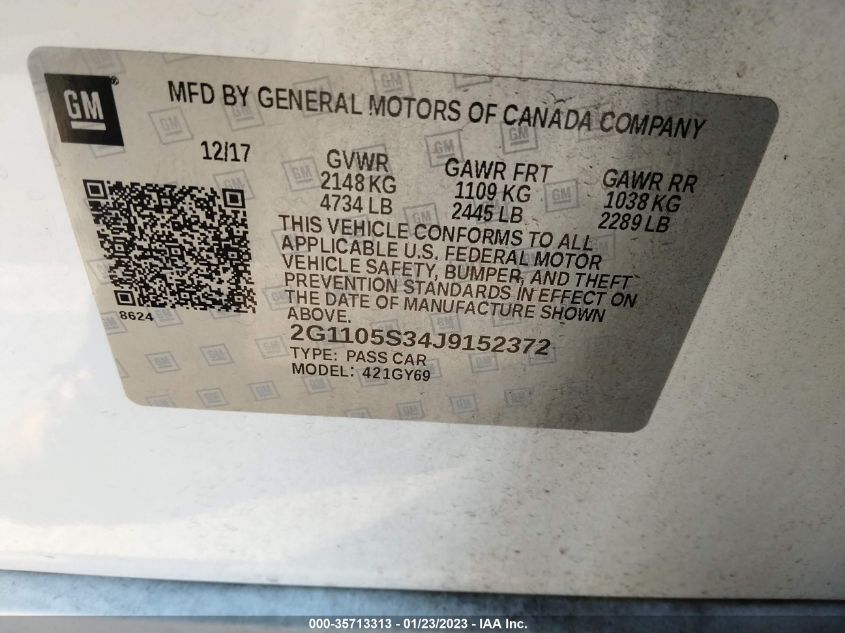 GM
MFD BY GENERAL MOTORS OF CANADA COMPANY
12/17
GVWR
2148 KG
4734 LB
GAWR FRT
1109 KG
2445 LB
GAWR RR
1038 KG
2289 LB
THIS VEHICLE CONFORMS TO ALL
APPLICABLE U.S. FEDERAL MOTOR
VEHICLE SAFETY, BUMPER, AND THEFT
PREVENTION STANDARDS IN EFFECT ON
THE DATE OF MANUFACTURE SHOWN
ABOVE.
8624
2G1105S34J9152372
TYPE: PASS CAR
MODEL: 421GY69
000-35713313 - 01/23/2023 - IAA Inc.